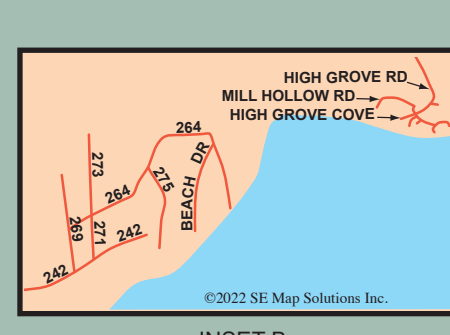 HIGH GROVE RD
MILL HOLLOW RD
HIGH GROVE COVE
264
BEACH DR
273
275
264
269
271
242
242
©2022 SE Map Solutions Inc.